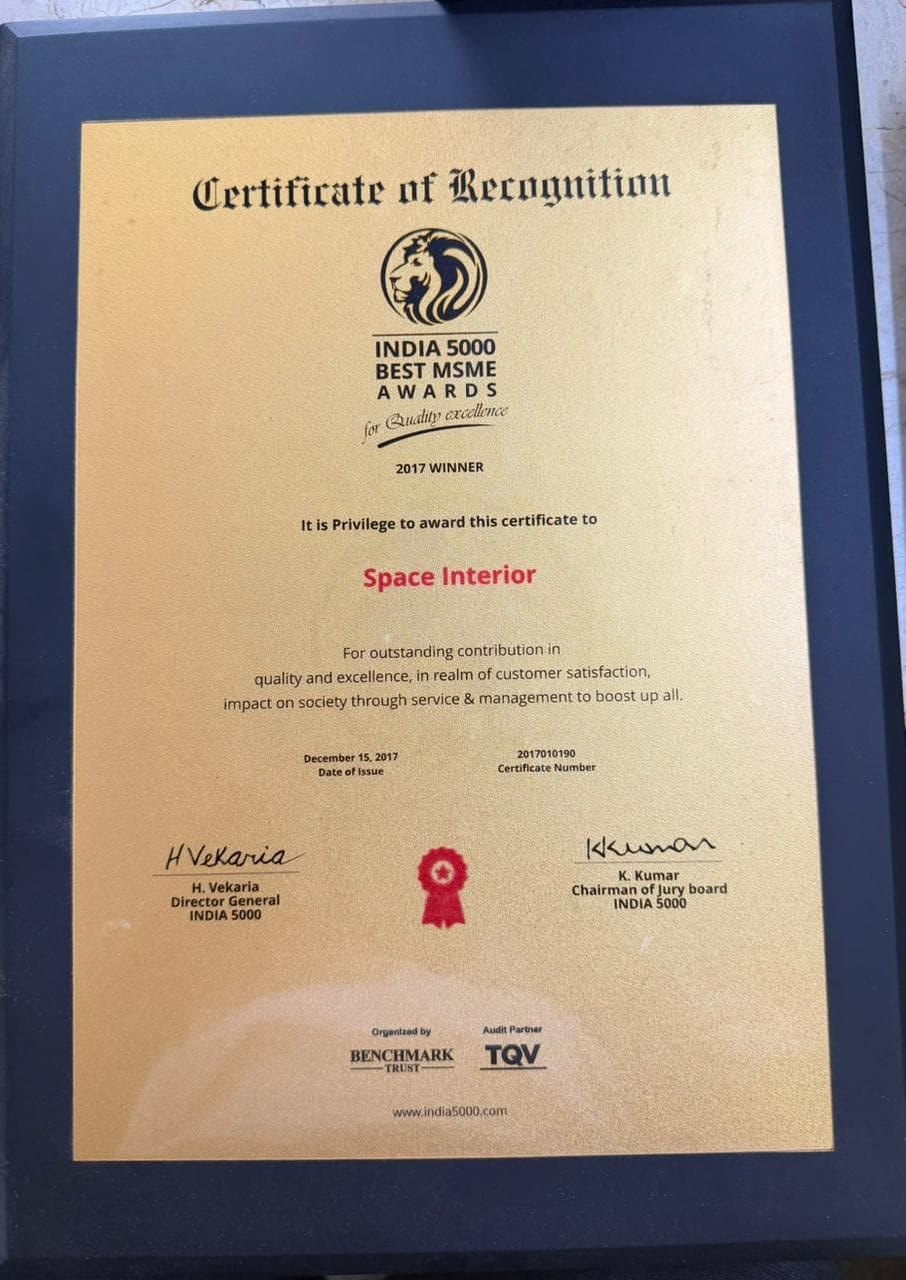 Certificate of Recognition
INDIA 5000
BEST MSME
AWARDS
for Quality excellence
2017 WINNER
It is Privilege to award this certificate to
Space Interior
For outstanding contribution in
quality and excellence, in realm of customer satisfaction,
impact on society through service & management to boost up all.
December 15, 2017
Date of Issue
2017010190
Certificate Number
H Vekaria
H. Vekaria
Director General
INDIA 5000
KKumar
K. Kumar
Chairman of Jury board
INDIA 5000
Organized by
BENCHMARK
TRUST
Audit Partner
TQV
www.india5000.com